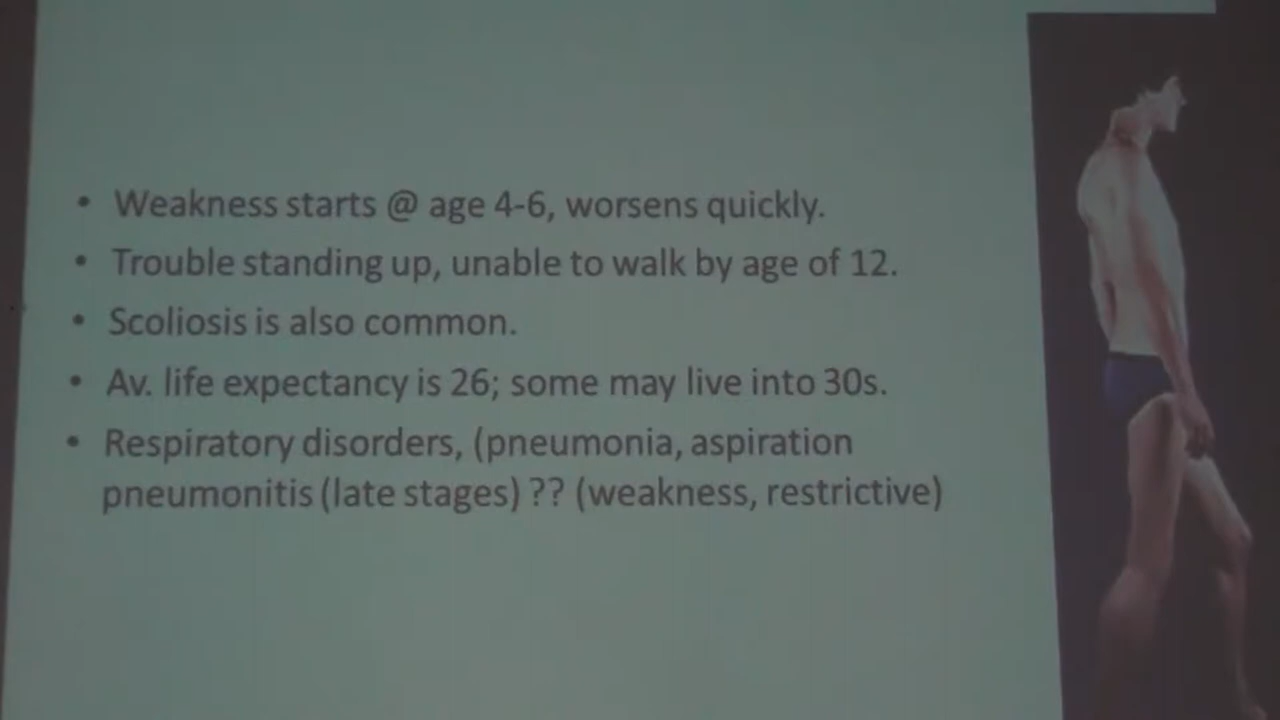 • Weakness starts @ age 4-6, worsens quickly.
• Trouble standing up, unable to walk by age of 12.
• Scoliosis is also common.
• Av. life expectancy is 26; some may live into 30s.
• Respiratory disorders, (pneumonia, aspiration
pneumonitis (late stages) ?? (weakness, restrictive)